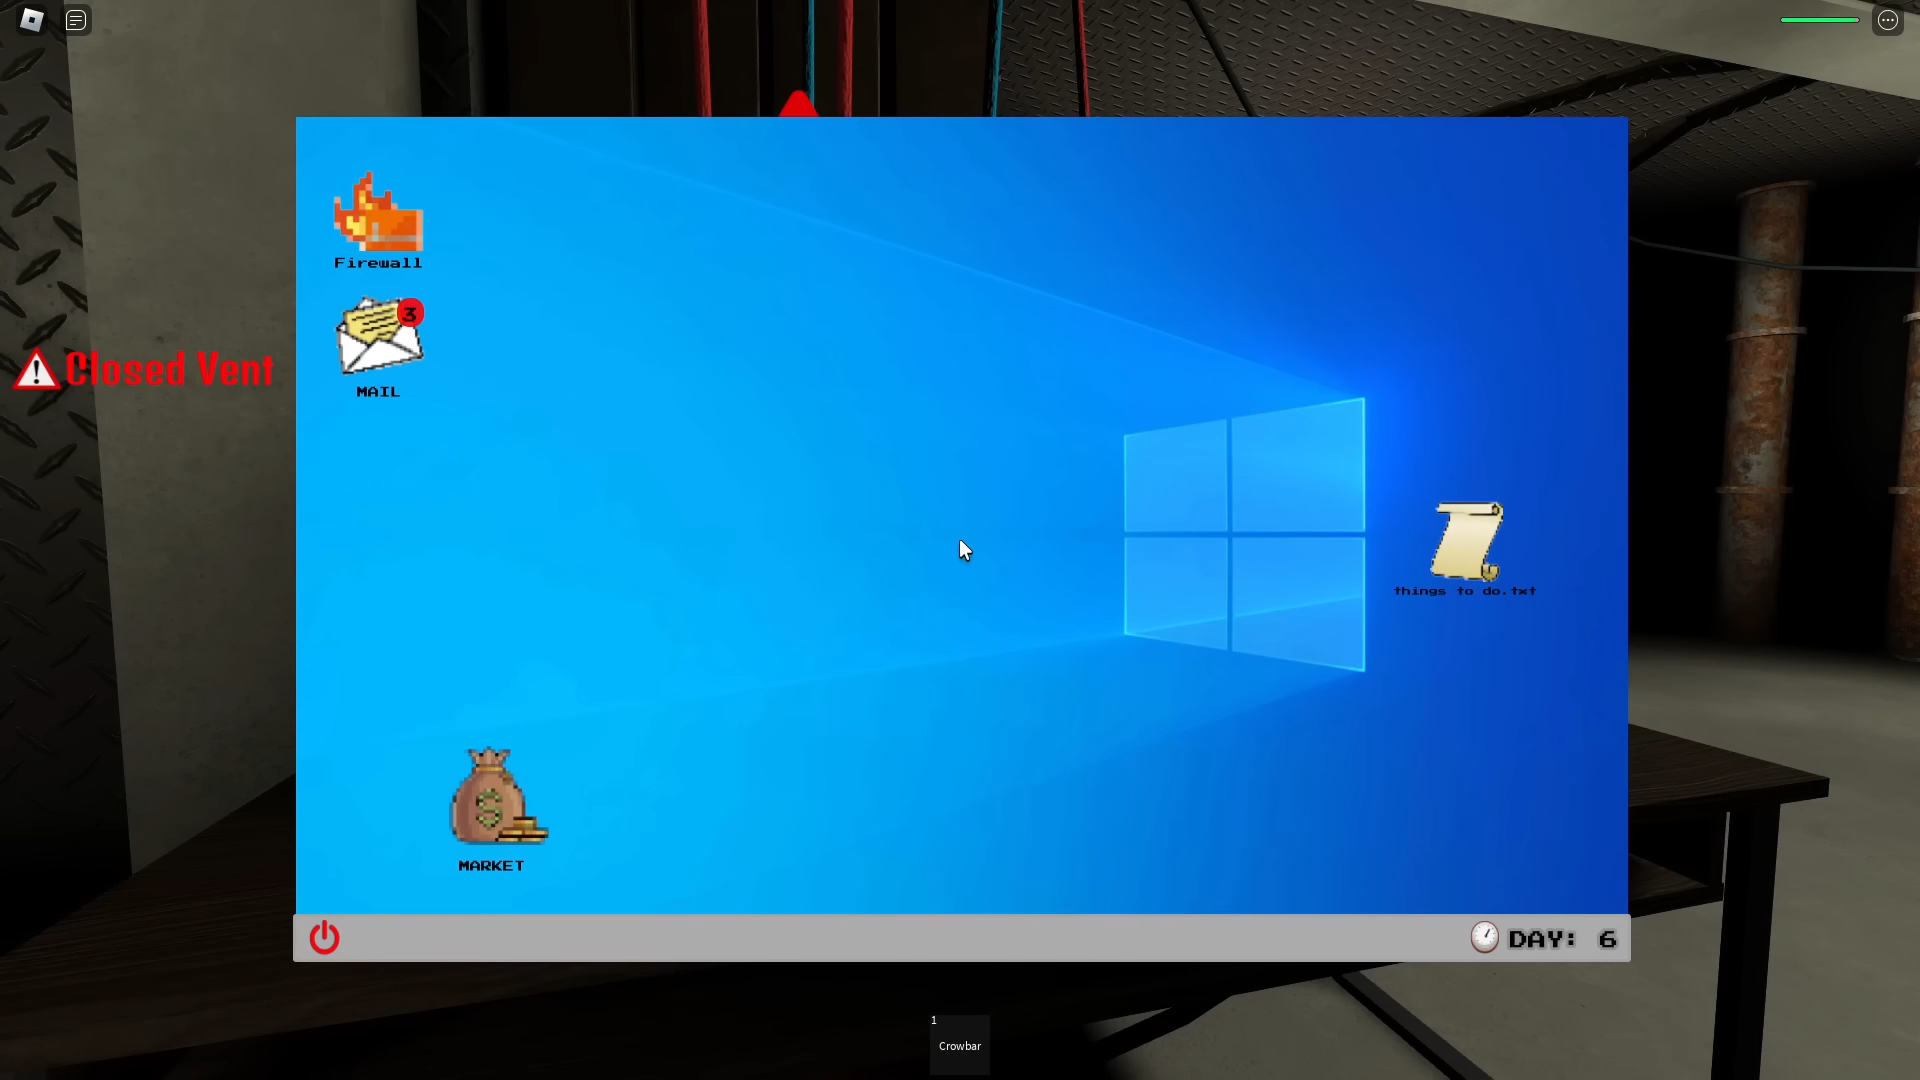 Firewall
3
MAIL
Closed Vent
things to do.txt
$
MARKET
DAY: 6
1
Crowbar